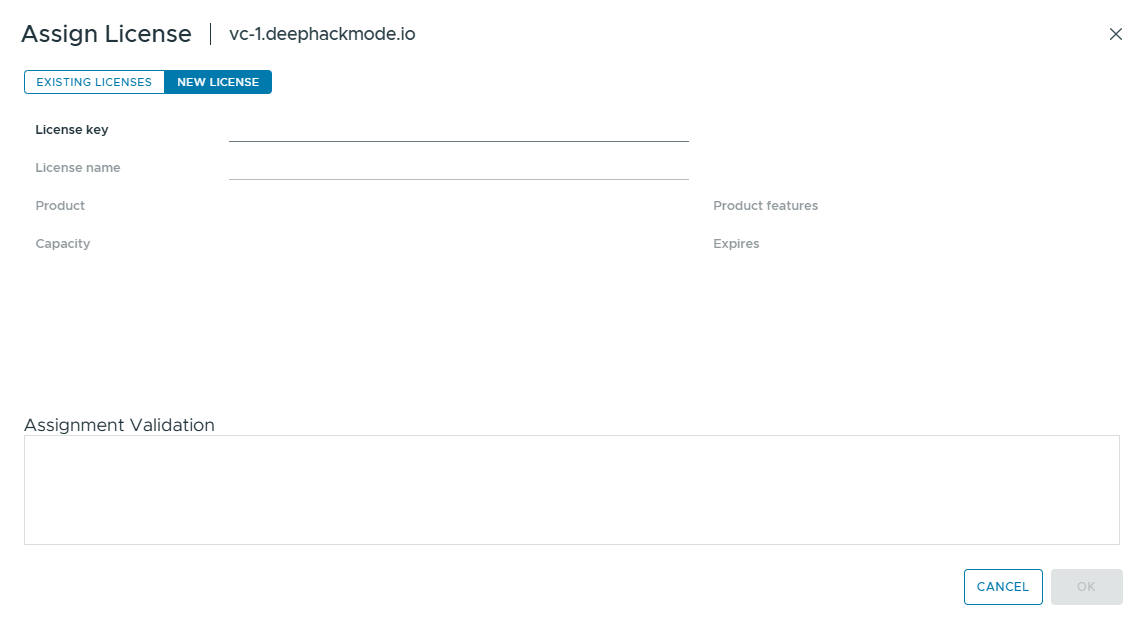 Assign License | vc-1.deephackmode.io
EXISTING LICENSES NEW LICENSE
License key
License name
Product Product features
Capacity Expires
Assignment Validation
CANCEL OK